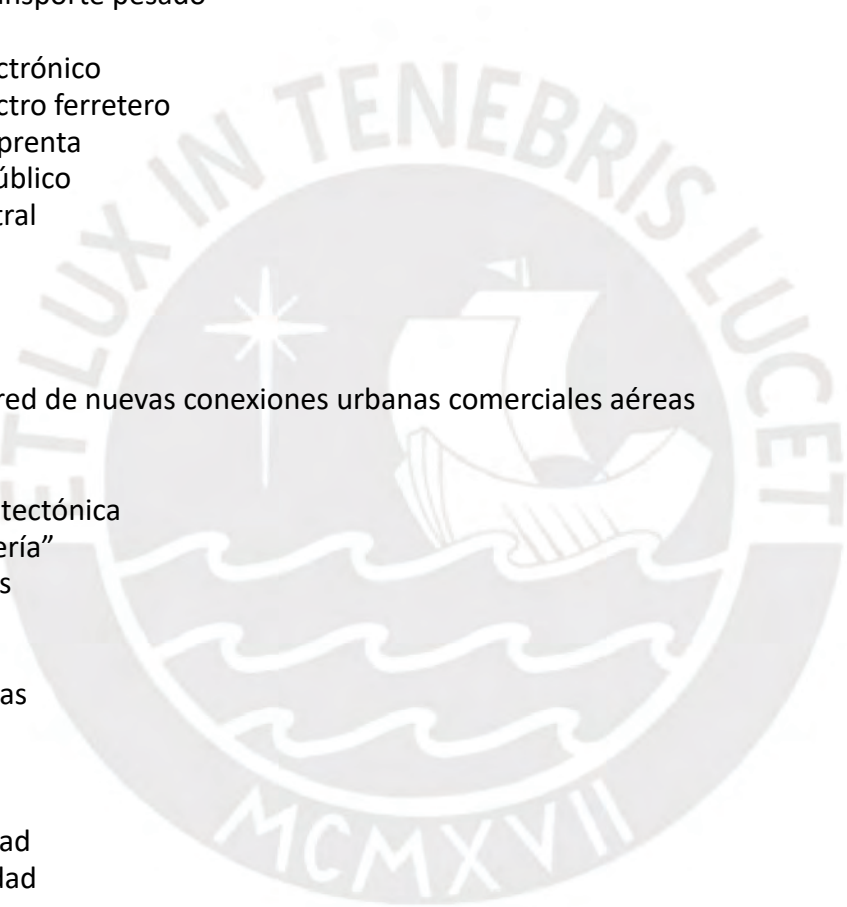 nsporte pesado
ctrónico
ctro ferretero
prenta
úblico
tral
red de nuevas conexiones urbanas comerciales aéreas
tectónica
ería”
s
as
ad
dad
ET LUX IN TENEBRIS LUCET
MCMXVII